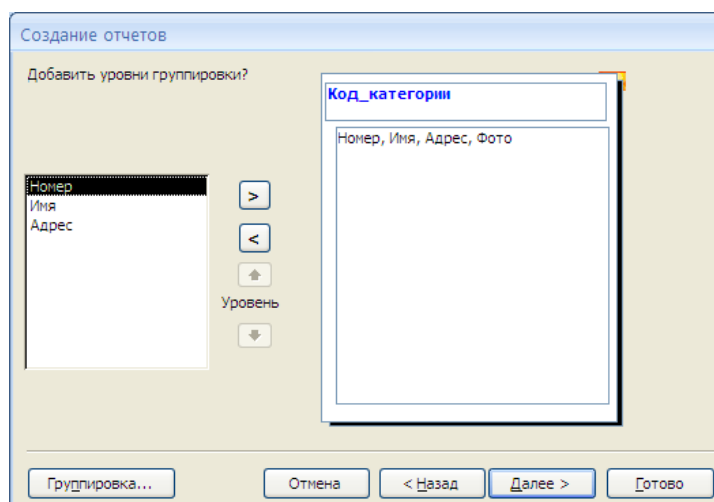 Создание отчетов
Добавить уровни группировки?
Код_категории
Номер, Имя, Адрес, Фото
Номер
Имя
Адрес
>
<
Уровень
Группировка...
Отмена
< Назад
Далее >
Готово